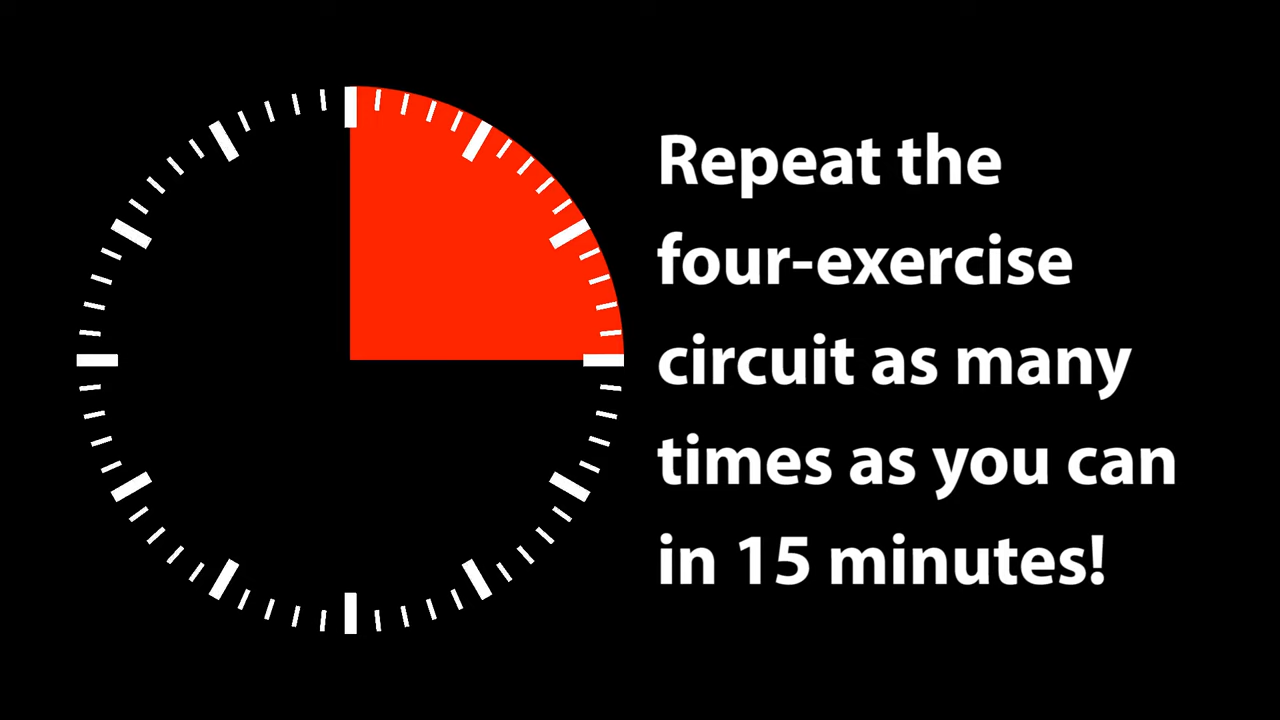 Repeat the
four-exercise
circuit as many
times as you can
in 15 minutes!